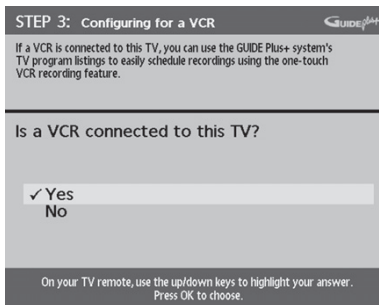 STEP 3: Configuring for a VCR
GUIDE plus+
If a VCR is connected to this TV, you can use the GUIDE Plus+ system's
TV program listings to easily schedule recordings using the one-touch
VCR recording feature.
Is a VCR connected to this TV?
✓ Yes
No
On your TV remote, use the up/down keys to highlight your answer.
Press OK to choose.